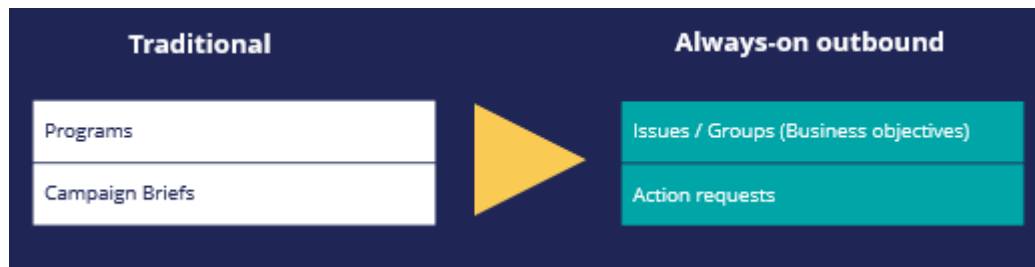 Traditional
Always-on outbound
Programs
Issues / Groups (Business objectives)
Campaign Briefs
Action requests